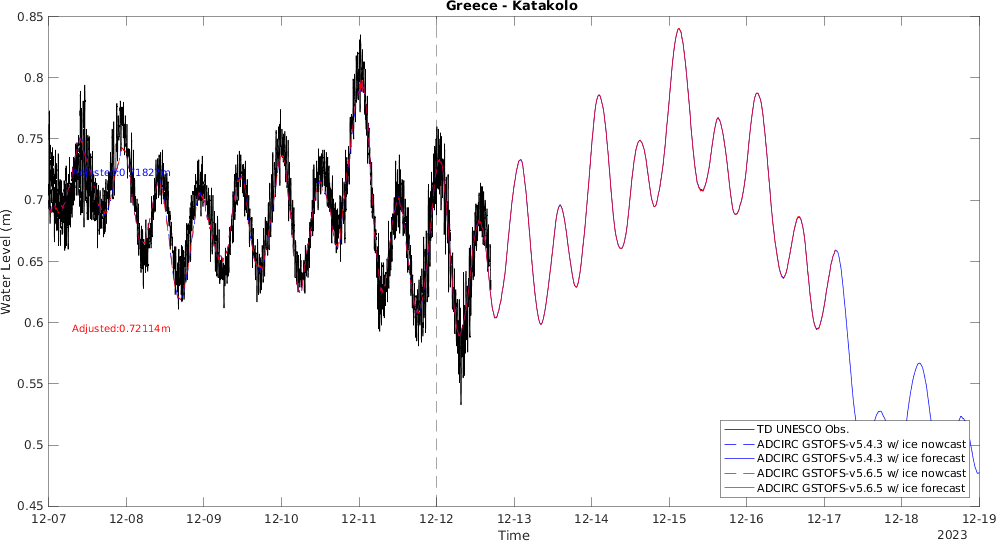 Greece - Katakolo
0.85
0.8
0.75
0.7
0.65
0.6
0.55
0.5
0.45
Water Level (m)
Adjusted:0.72114m
TD UNESCO Obs.
ADCIRC GSTOFS-v5.4.3 w/ ice nowcast
ADCIRC GSTOFS-v5.4.3 w/ ice forecast
ADCIRC GSTOFS-v5.6.5 w/ ice nowcast
ADCIRC GSTOFS-v5.6.5 w/ ice forecast
12-07 12-08 12-09 12-10 12-11 12-12 12-13 12-14 12-15 12-16 12-17 12-18 12-19
Time
2023